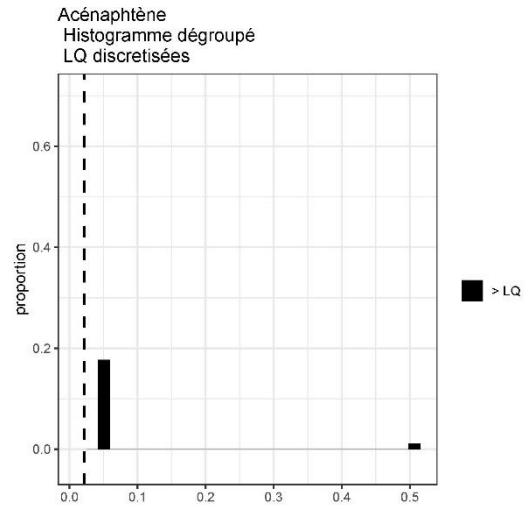 Acénaphtène
Histogramme dégroupé
LQ discretisées
0.6
0.4
0.2
0.0
proportion
> LQ
0.0 0.1 0.2 0.3 0.4 0.5